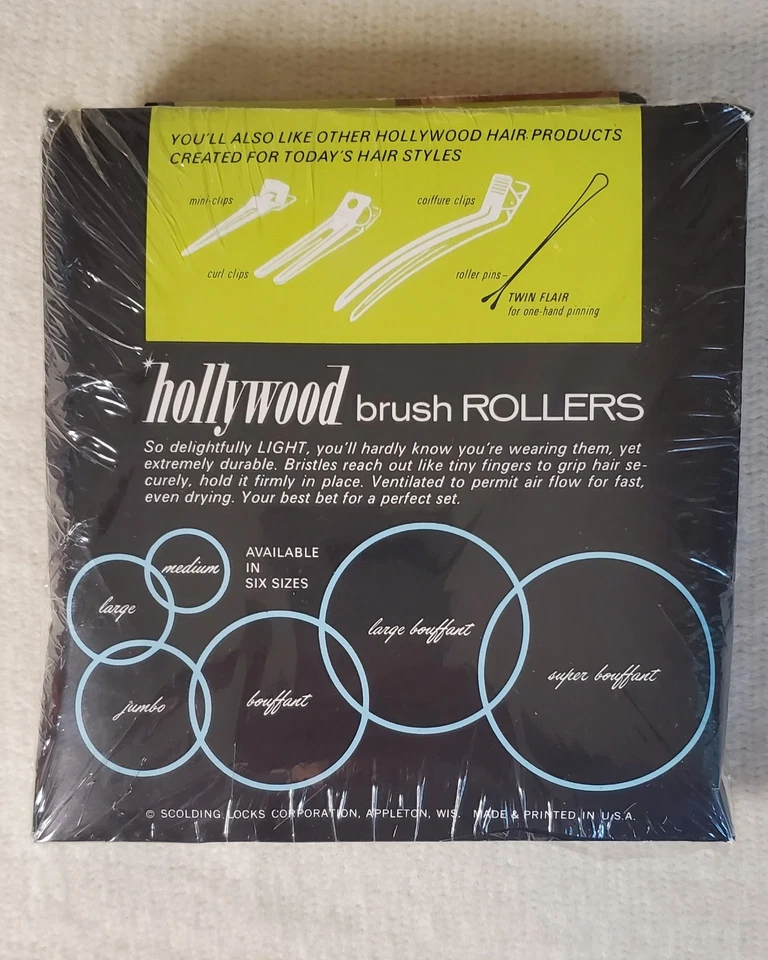 YOU'LL ALSO LIKE OTHER HOLLYWOOD HAIR PRODUCTS
CREATED FOR TODAY'S HAIR STYLES
mini-clips
coiffure clips
curl clips
roller pins–
TWIN FLAIR
for one-hand pinning
hollywood brush ROLLERS
So delightfully LIGHT, you'll hardly know you're wearing them, yet
extremely durable. Bristles reach out like tiny fingers to grip hair se-
curely, hold it firmly in place. Ventilated to permit air flow for fast,
even drying. Your best bet for a perfect set.
AVAILABLE
IN
SIX SIZES
medium
large
jumbo
bouffant
large bouffant
super bouffant
© SCOLDING LOCKS CORPORATION, APPLETON, WIS. MADE & PRINTED IN U.S.A.